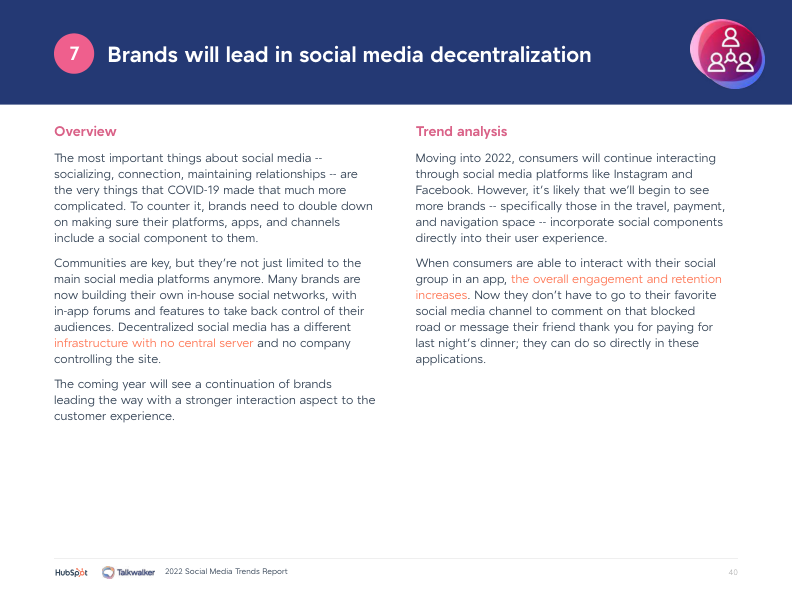 7
Brands will lead in social media decentralization
Overview
The most important things about social media --
socializing, connection, maintaining relationships -- are
the very things that COVID-19 made that much more
complicated. To counter it, brands need to double down
on making sure their platforms, apps, and channels
include a social component to them.
Communities are key, but they're not just limited to the
main social media platforms anymore. Many brands are
now building their own in-house social networks, with
in-app forums and features to take back control of their
audiences. Decentralized social media has a different
infrastructure with no central server and no company
controlling the site.
The coming year will see a continuation of brands
leading the way with a stronger interaction aspect to the
customer experience.
Trend analysis
Moving into 2022, consumers will continue interacting
through social media platforms like Instagram and
Facebook. However, it's likely that we'll begin to see
more brands -- specifically those in the travel, payment,
and navigation space -- incorporate social components
directly into their user experience.
When consumers are able to interact with their social
group in an app, the overall engagement and retention
increases. Now they don't have to go to their favorite
social media channel to comment on that blocked
road or message their friend thank you for paying for
last night's dinner; they can do so directly in these
applications.
HubSpot Talkwalker 2022 Social Media Trends Report
40